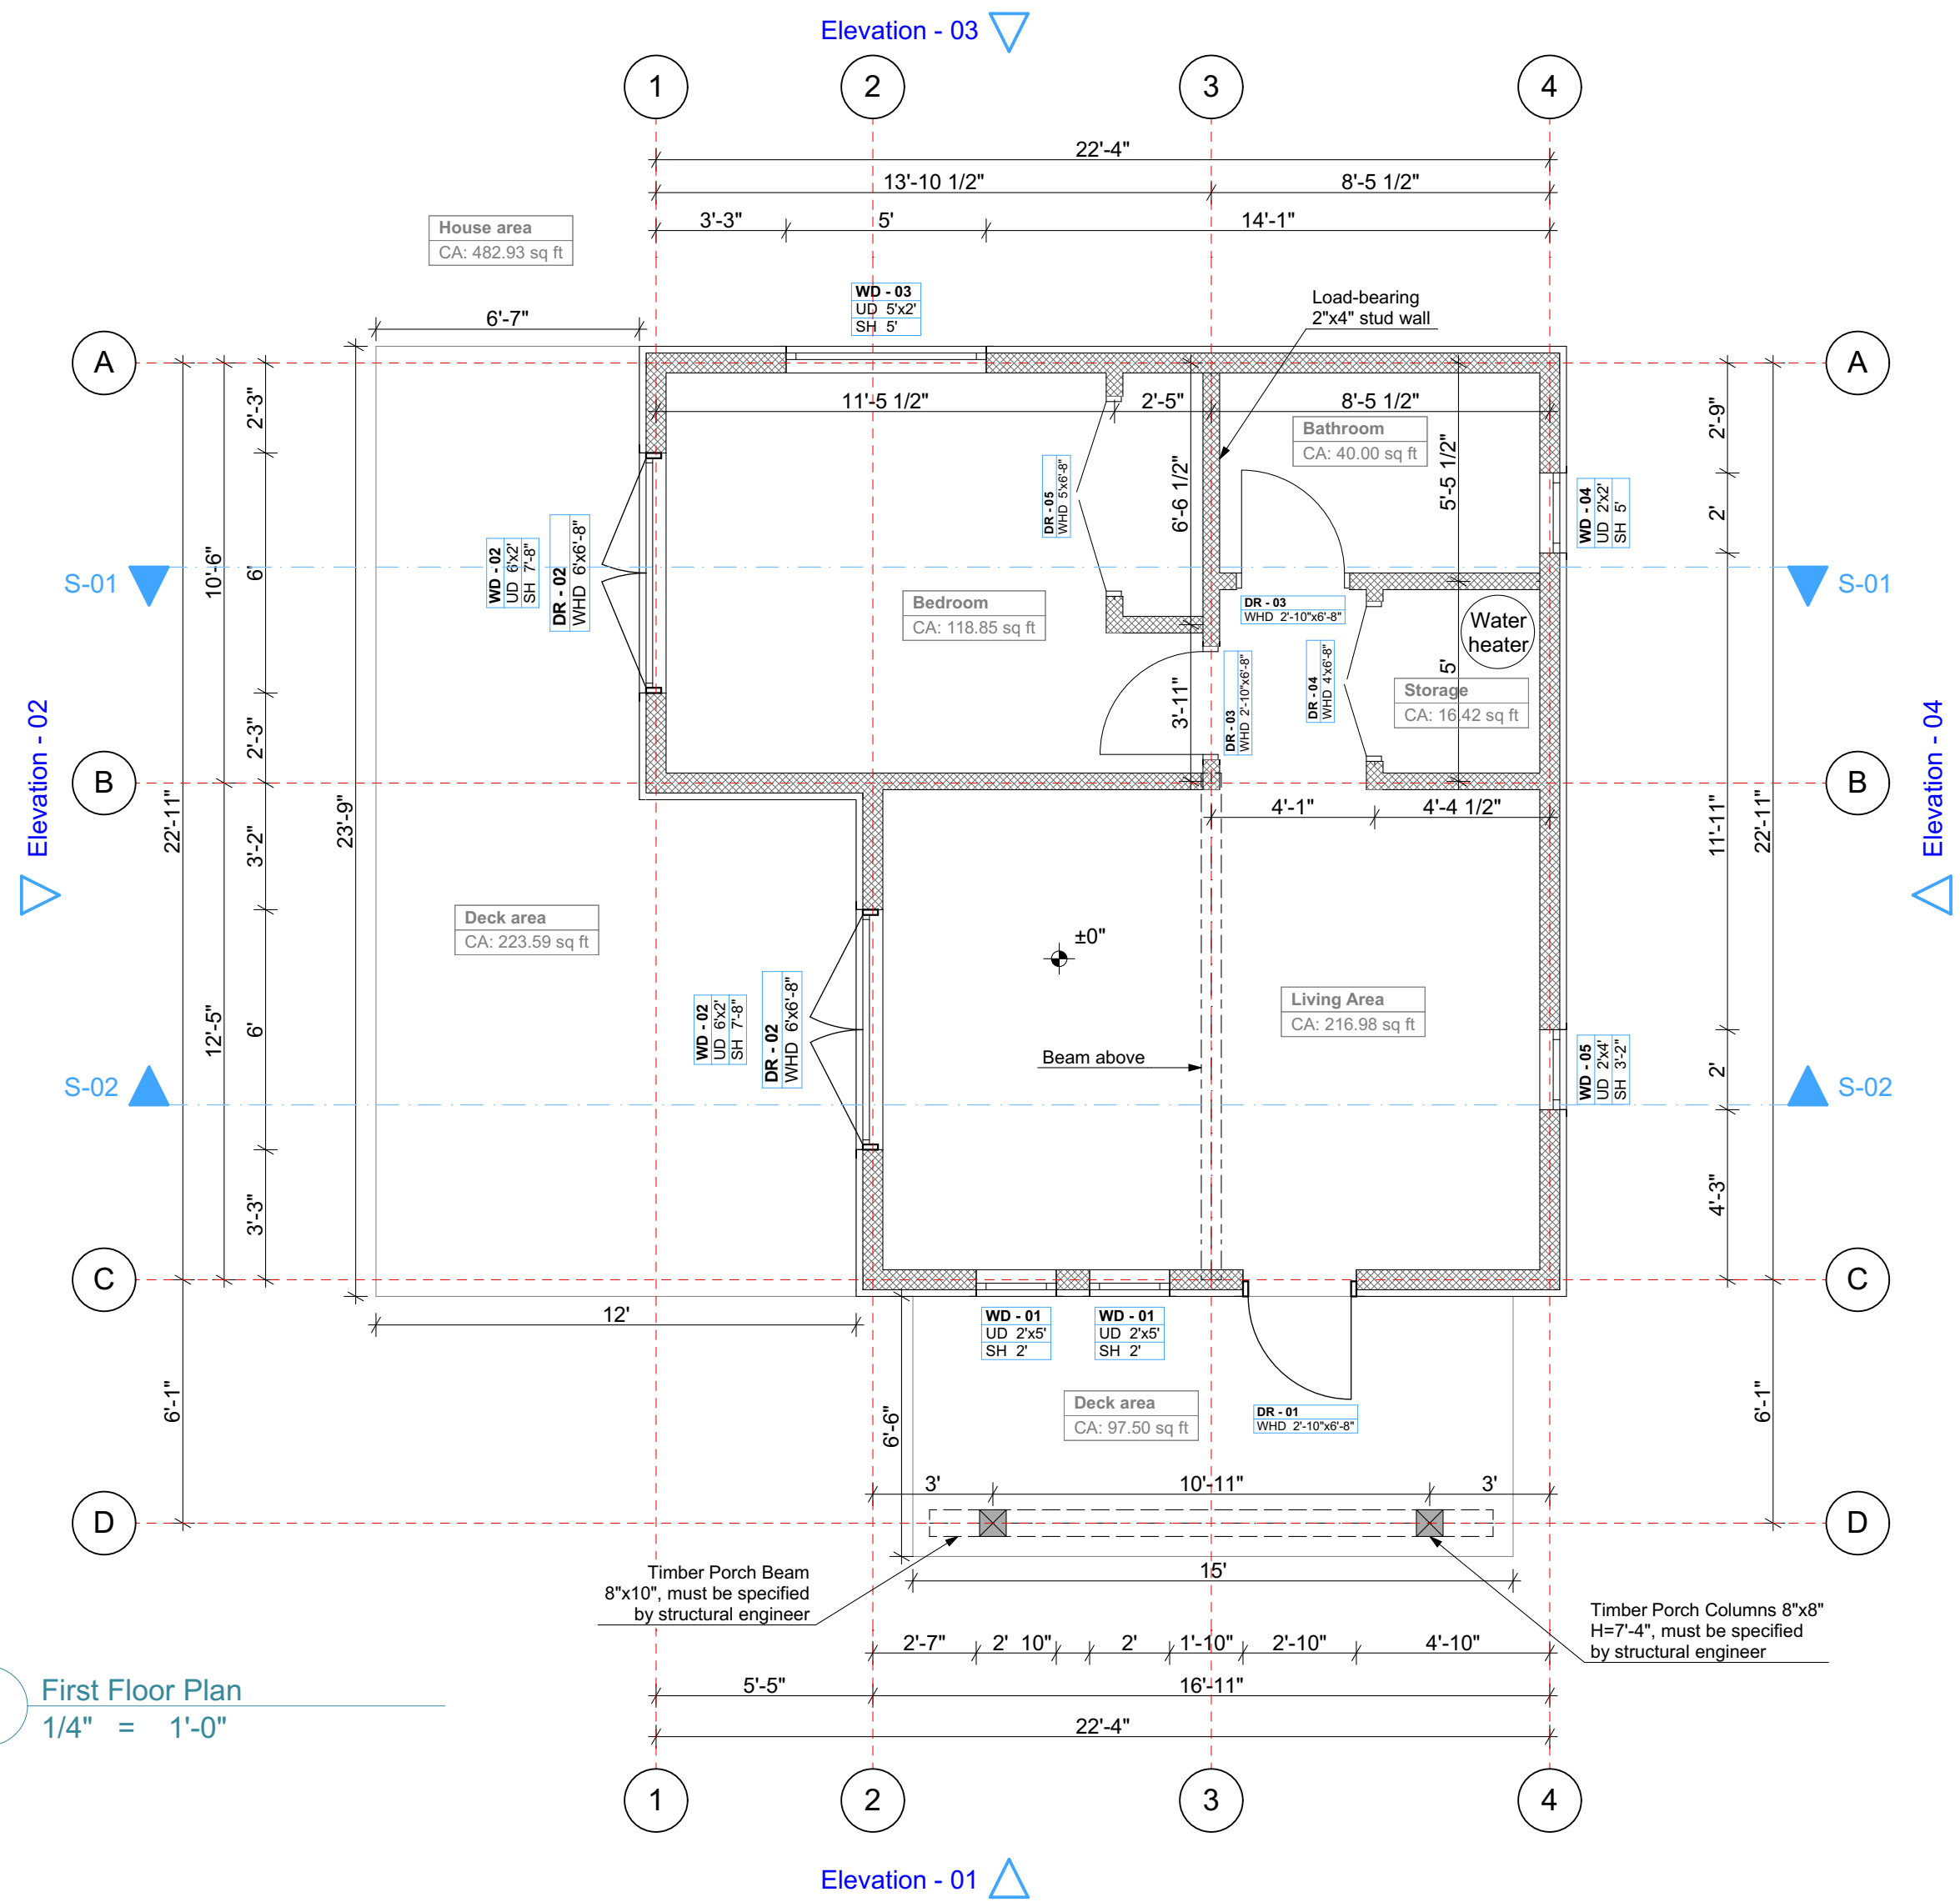 Elevation - 03
1
2
3
4
22'-4"
13'-10 1/2"
8'-5 1/2"
3'-3"
5'
14'-1"
House area
CA: 482.93 sq ft
WD - 03
UD 5'x2'
SH 5'
Load-bearing
2"x4" stud wall
6'-7"
A
A
2'-3"
11'-5 1/2"
2'-5"
8'-5 1/2"
2'-9"
Bathroom
CA: 40.00 sq ft
5'-5 1/2"
6'-6 1/2"
DR - 05
WHD 5'x6'-8"
WD - 04
UD 2'x2'
SH 5'
2'
10'-6"
6'
WD - 02
UD 6'x2'
SH 7'-8"
DR - 02
WHD 6'x6'-8"
S-01
S-01
Bedroom
CA: 118.85 sq ft
DR - 03
WHD 2'-10"x6'-8"
Water
heater
DR - 03
WHD 2'-10"x6'-8"
DR - 04
WHD 4'x6'-8"
5'
Storage
CA: 16.42 sq ft
3'-11"
2'-3"
Elevation - 02
Elevation - 04
B
B
22'-11"
3'-2"
23'-9"
4'-1"
4'-4 1/2"
11'-11"
22'-11"
Deck area
CA: 223.59 sq ft
±0"
Living Area
CA: 216.98 sq ft
12'-5"
6'
WD - 02
UD 6'x2'
SH 7'-8"
DR - 02
WHD 6'x6'-8"
Beam above
WD - 05
UD 2'x4'
SH 3'-2"
2'
S-02
S-02
3'-3"
4'-3"
C
C
12'
WD - 01
UD 2'x5'
SH 2'
WD - 01
UD 2'x5'
SH 2'
6'-1"
6'-6"
Deck area
CA: 97.50 sq ft
DR - 01
WHD 2'-10"x6'-8"
6'-1"
3'
10'-11"
3'
D
D
15'
Timber Porch Beam
8"x10", must be specified
by structural engineer
Timber Porch Columns 8"x8"
H=7'-4", must be specified
by structural engineer
2'-7"
2'
10"
2'
1'-10"
2'-10"
4'-10"
5'-5"
16'-11"
22'-4"
First Floor Plan
1/4" = 1'-0"
1
2
3
4
Elevation - 01